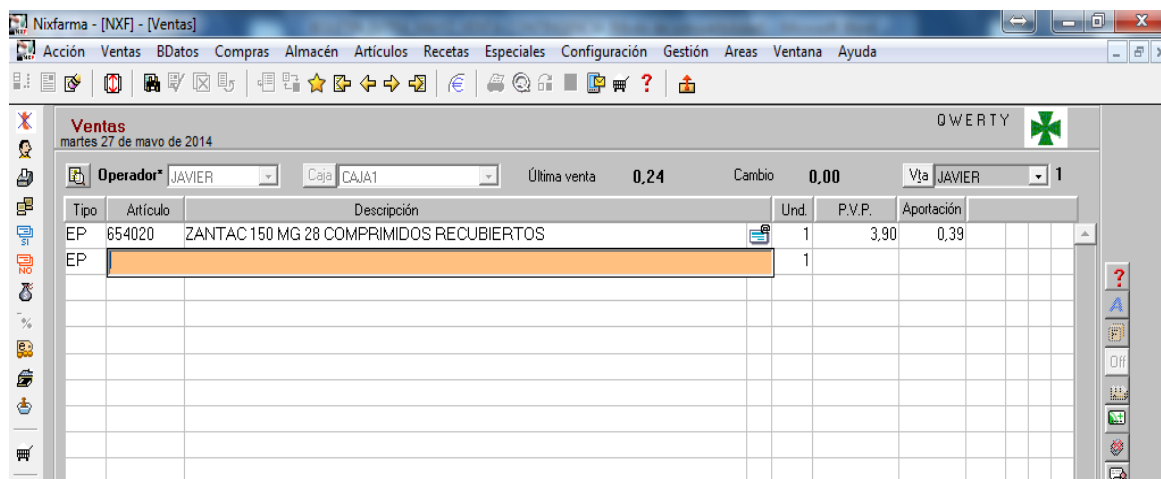 Nixfarma - [NXF] - [Ventas]
Acción Ventas BDatos Compras Almacén Artículos Recetas Especiales Configuración Gestión Areas Ventana Ayuda
Ventas
QWERTY
martes 27 de mayo de 2014
Operador* JAVIER Caja CAJA1 Última venta 0,24 Cambio 0,00 Vta JAVIER 1
Tipo Artículo Descripción Und. P.V.P. Aportación
EP 654020 ZANTAC 150 MG 28 COMPRIMIDOS RECUBIERTOS 1 3,90 0,39
EP 1
SI
NO
%
Off